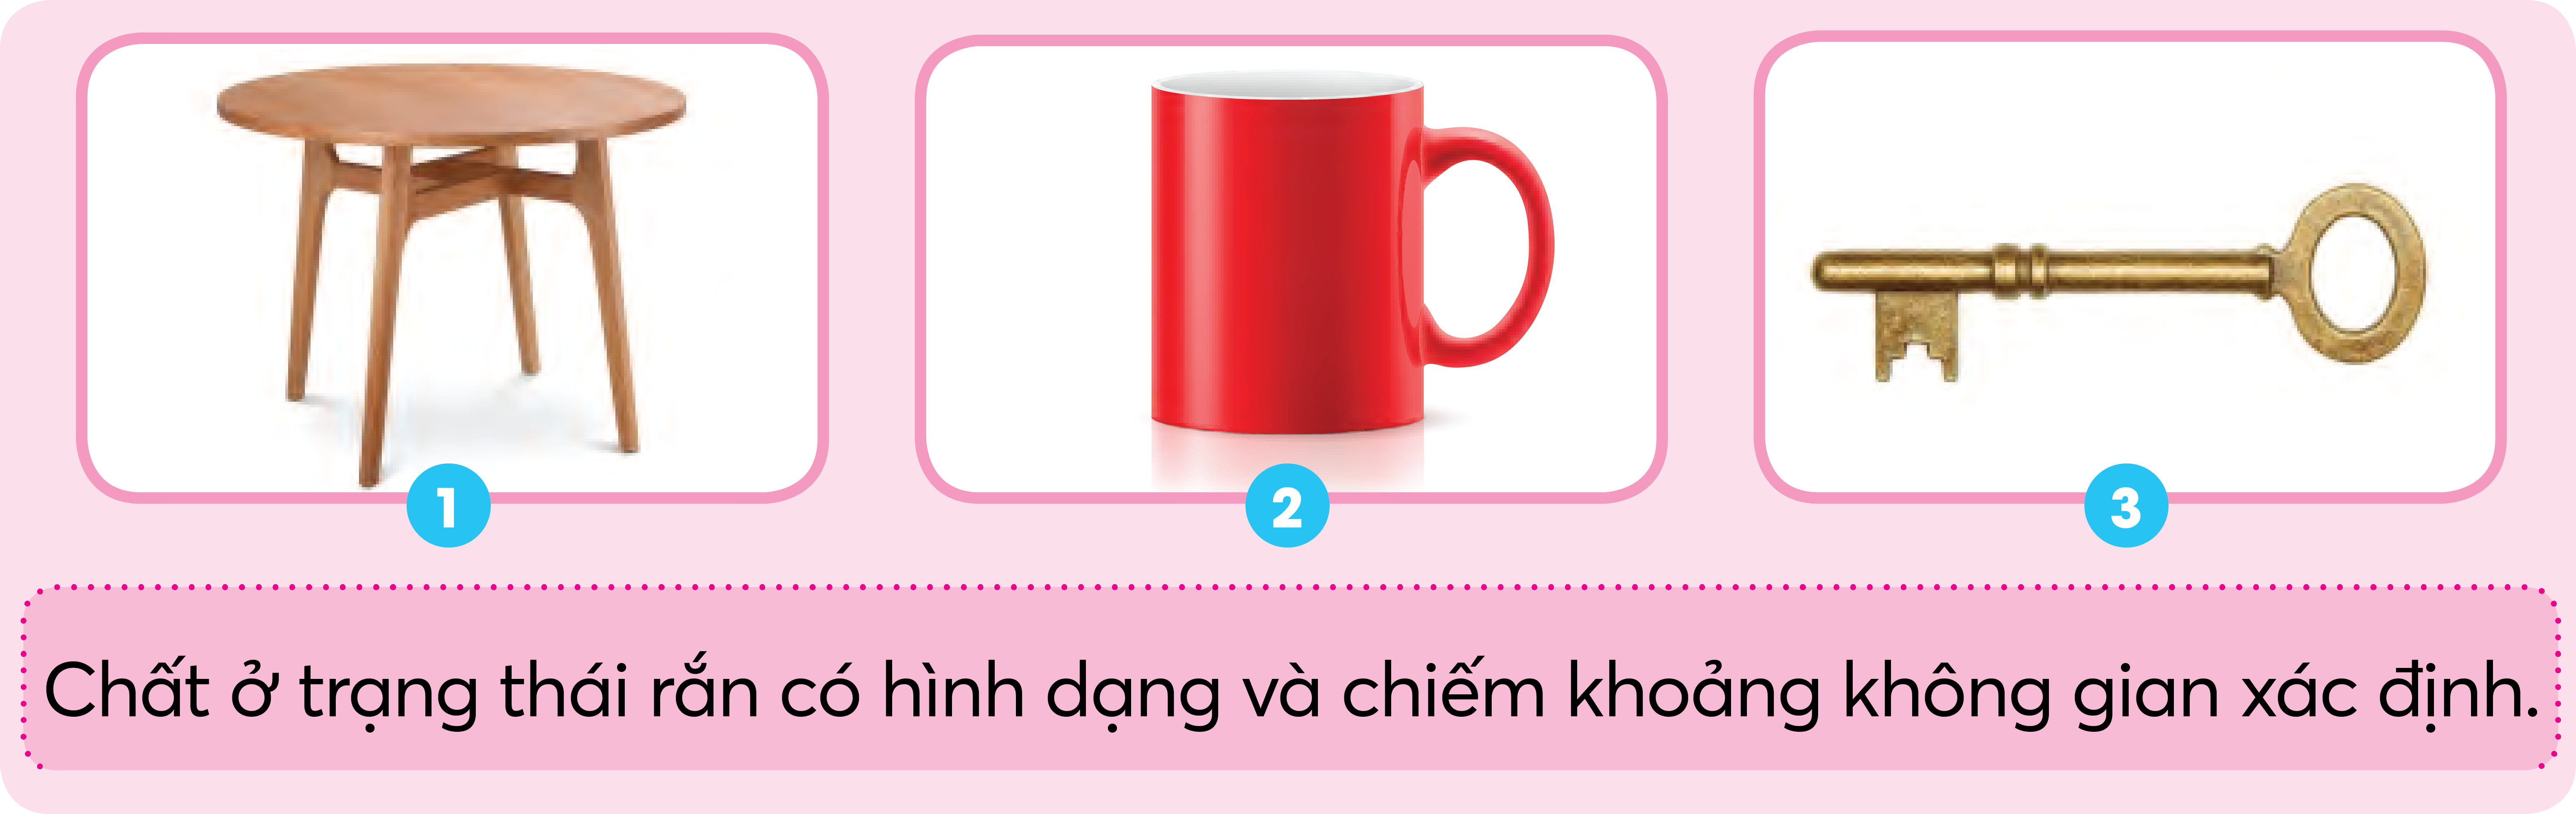 1
2
3
Chất ở trạng thái rắn có hình dạng và chiếm khoảng không gian xác định.